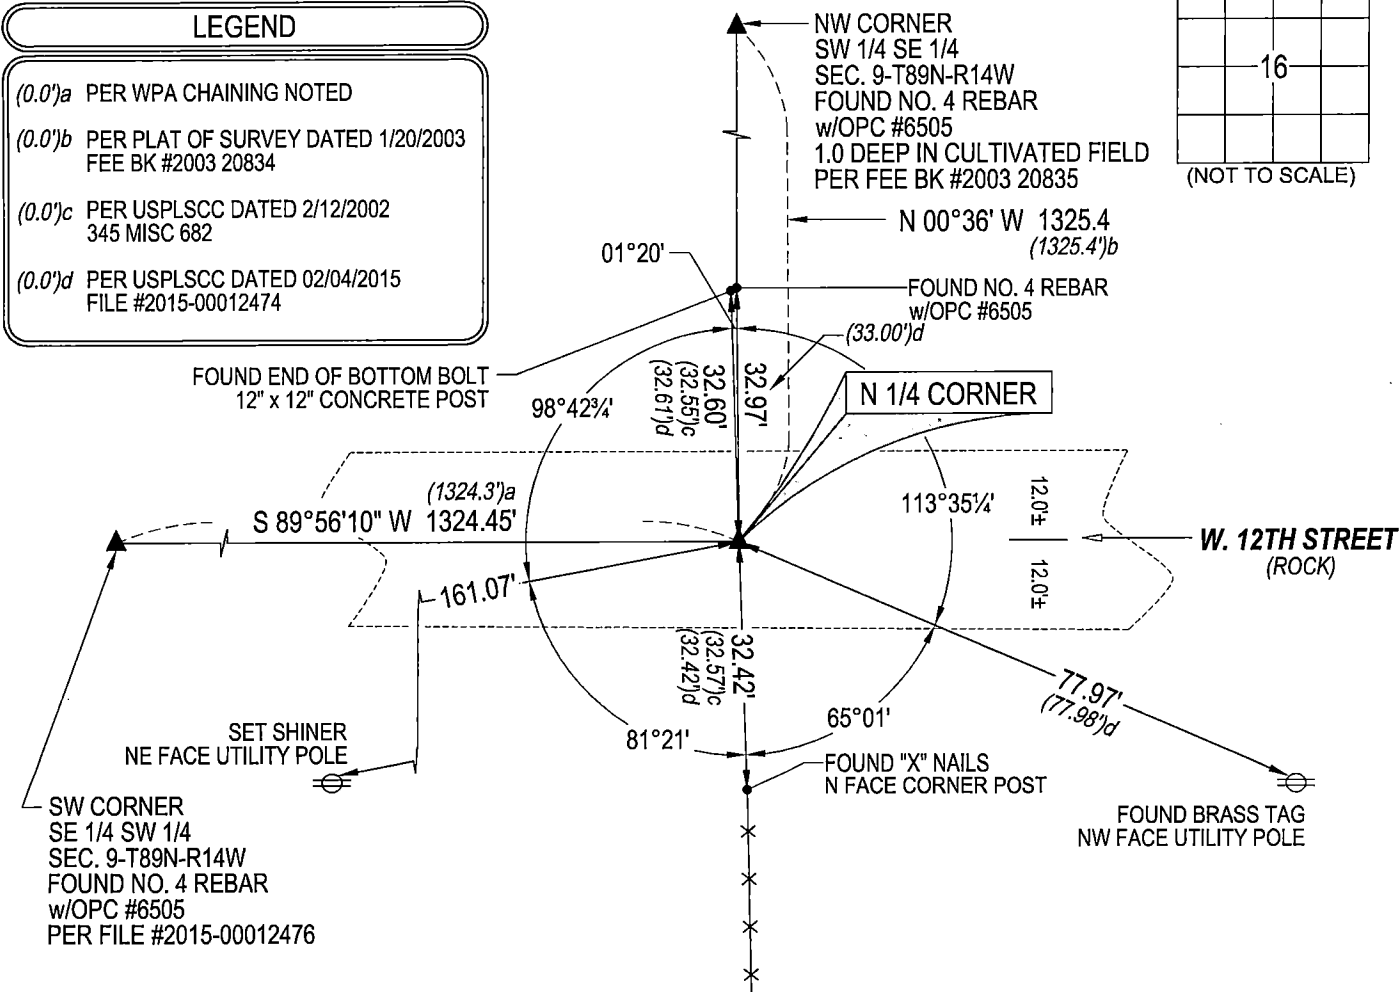 LEGEND
(0.0')a PER WPA CHAINING NOTED
(0.0')b PER PLAT OF SURVEY DATED 1/20/2003
FEE BK #2003 20834
(0.0')c PER USPLSCC DATED 2/12/2002
345 MISC 682
(0.0')d PER USPLSCC DATED 02/04/2015
FILE #2015-00012474
NW CORNER
SW 1/4 SE 1/4
SEC. 9-T89N-R14W
FOUND NO. 4 REBAR
w/OPC #6505
1.0 DEEP IN CULTIVATED FIELD
PER FEE BK #2003 20835
16
(NOT TO SCALE)
N 00°36' W 1325.4
(1325.4')b
01°20'
FOUND NO. 4 REBAR
w/OPC #6505
(33.00')d
FOUND END OF BOTTOM BOLT
12" x 12" CONCRETE POST
98°42¾'
32.97'
32.60'
(32.55')c
(32.61')d
N 1/4 CORNER
(1324.3')a
S 89°56'10" W 1324.45'
113°35¼'
12.0'±
12.0'±
W. 12TH STREET
(ROCK)
161.07'
32.42'
(32.57')c
(32.42')d
77.97'
(77.98')d
65°01'
81°21'
SET SHINER
NE FACE UTILITY POLE
FOUND "X" NAILS
N FACE CORNER POST
FOUND BRASS TAG
NW FACE UTILITY POLE
SW CORNER
SE 1/4 SW 1/4
SEC. 9-T89N-R14W
FOUND NO. 4 REBAR
w/OPC #6505
PER FILE #2015-00012476